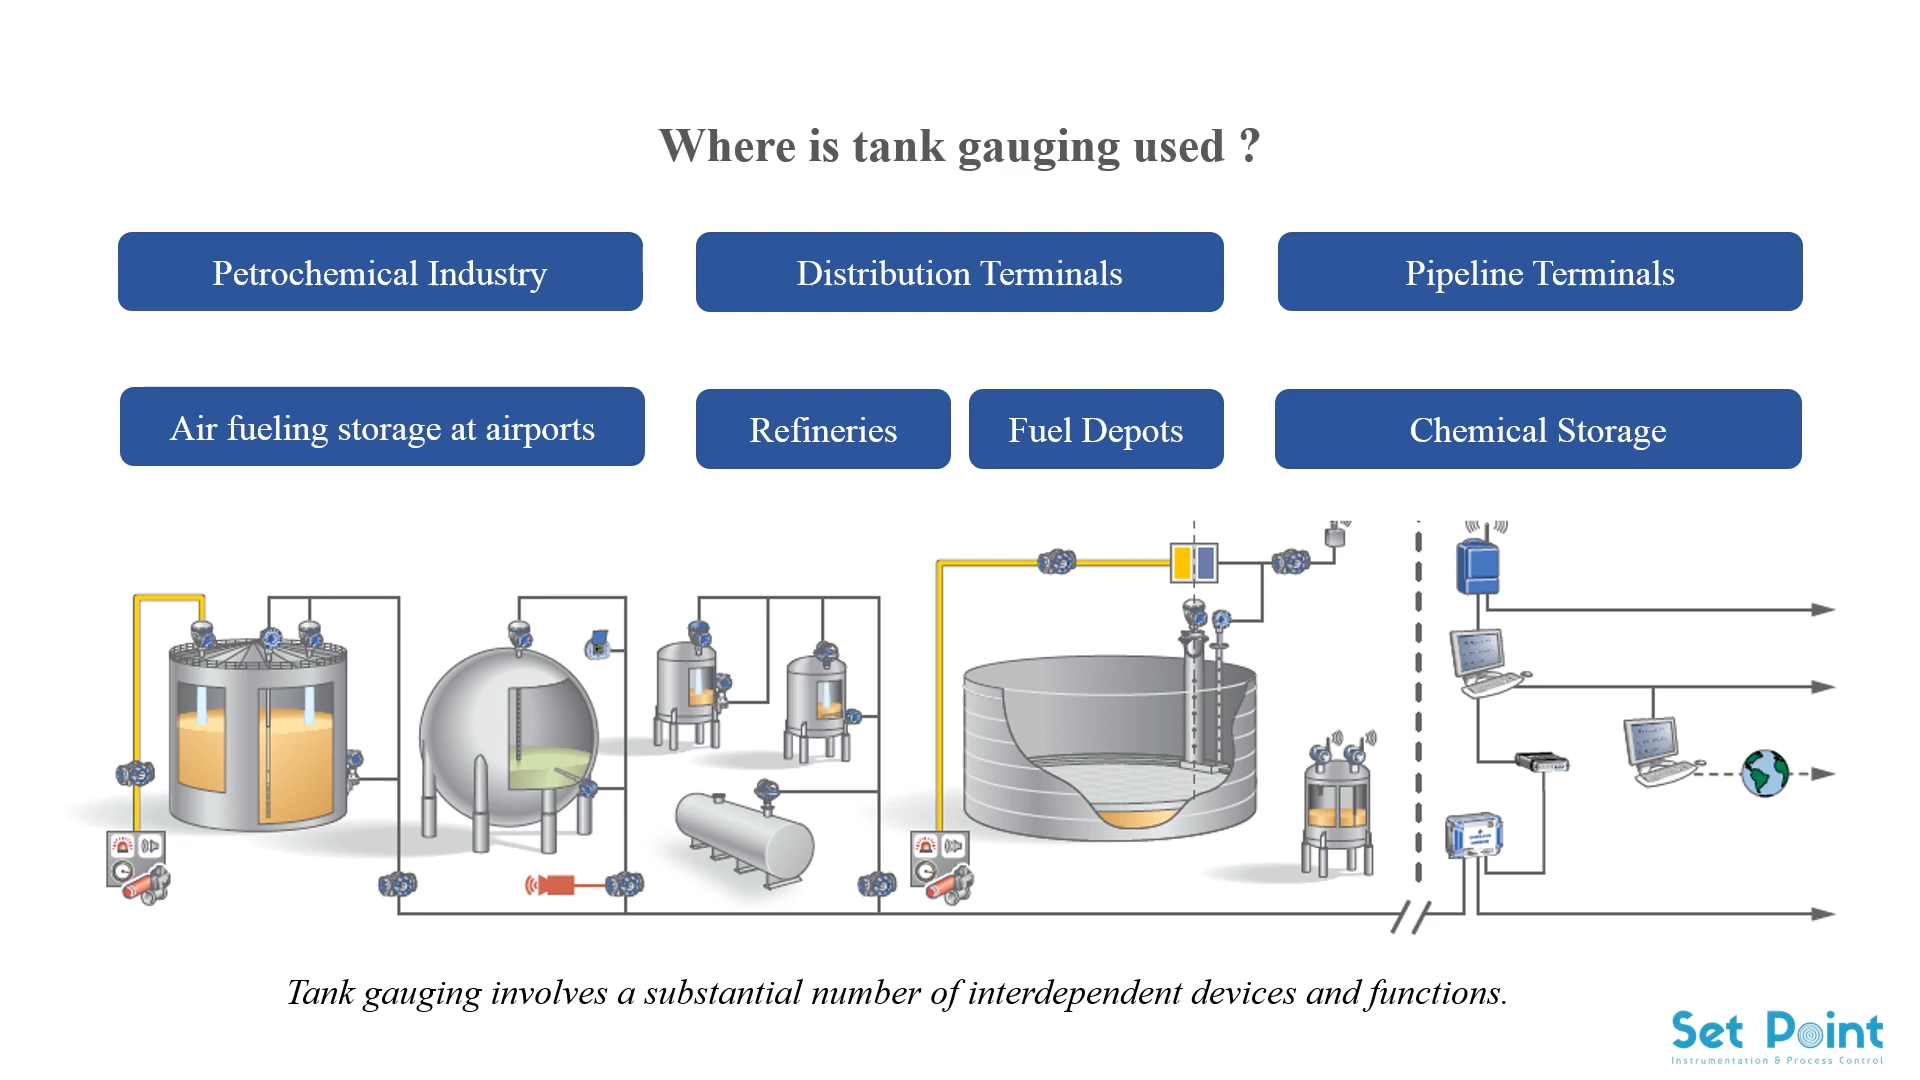 Where is tank gauging used ?
Petrochemical Industry
Distribution Terminals
Pipeline Terminals
Air fueling storage at airports
Refineries
Fuel Depots
Chemical Storage
Tank gauging involves a substantial number of interdependent devices and functions.
Set Point
Instrumentation & Process Control